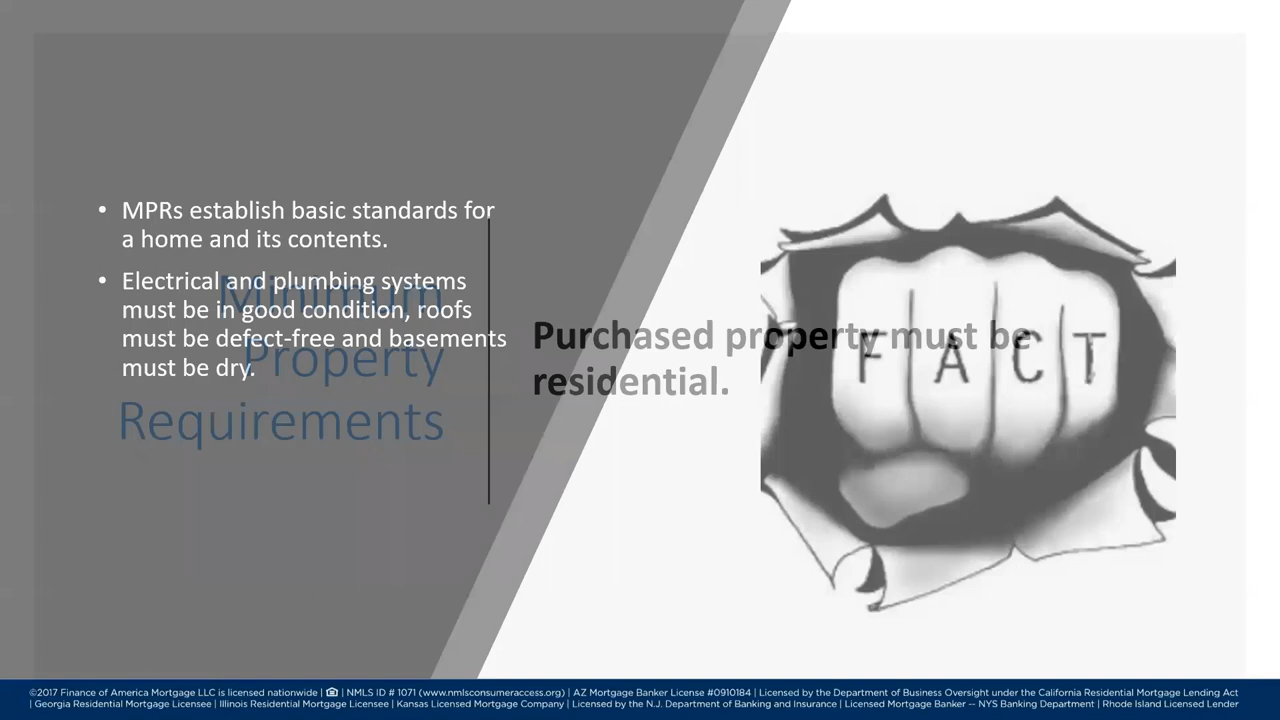 • MPRs establish basic standards for
a home and its contents.
• Electrical and plumbing systems
must be in good condition, roofs
must be defect-free and basements
must be dry.
Minimum
Property
Requirements
Purchased property must be
residential.
F A C T
©2017 Finance of America Mortgage LLC is licensed nationwide | | NMLS ID # 1071 (www.nmlsconsumeraccess.org) | AZ Mortgage Banker License #0910184 | Licensed by the Department of Business Oversight under the California Residential Mortgage Lending Act
| Georgia Residential Mortgage Licensee | Illinois Residential Mortgage Licensee | Kansas Licensed Mortgage Company | Licensed by the N.J. Department of Banking and Insurance | Licensed Mortgage Banker -- NYS Banking Department | Rhode Island Licensed Lender